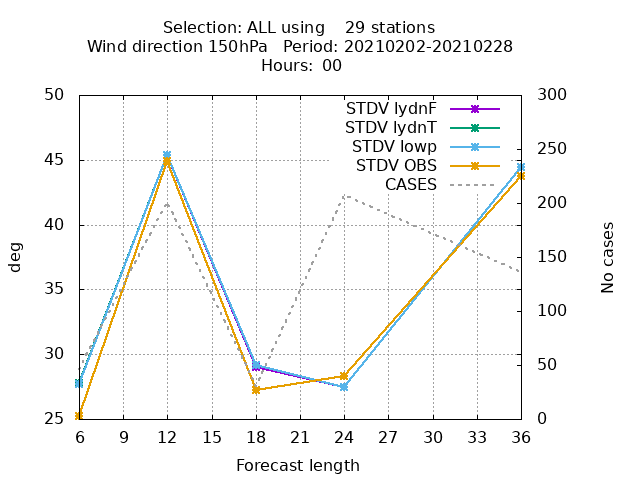 Selection: ALL using    29 stations
Wind direction 150hPa   Period: 20210202-20210228
Hours: 00
50 300
STDV lydnF
STDV lydnT
STDV lowp
STDV OBS
CASES
45 250
40 200
35 150
30 100
25 50
0
deg
No cases
6 9 12 15 18 21 24 27 30 33 36
Forecast length